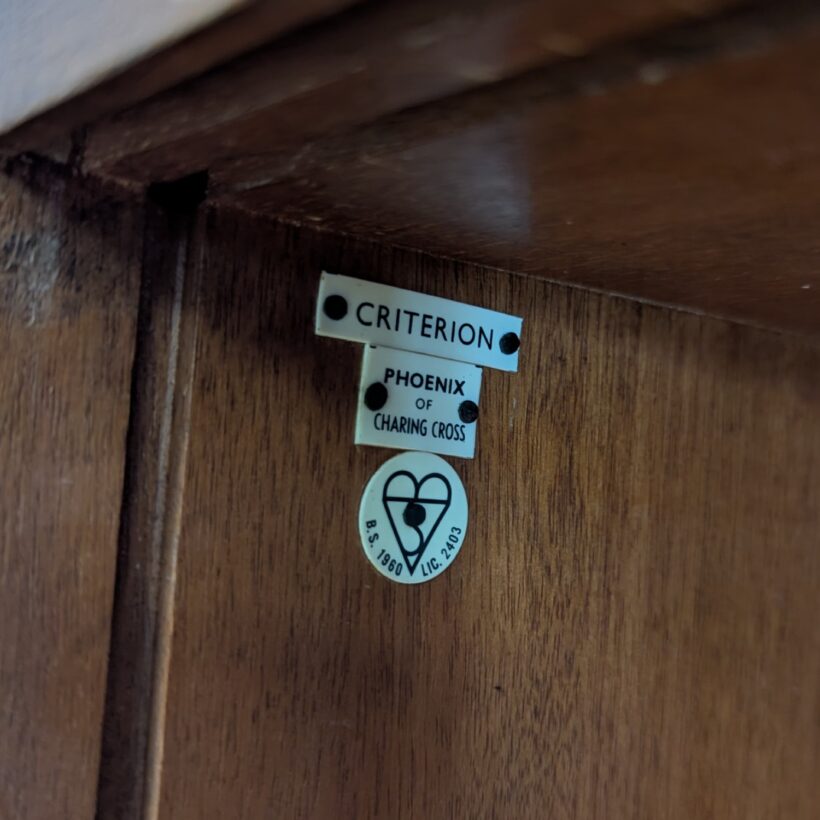 CRITERION
PHOENIX
OF
CHARING CROSS
B.S. 1960 LIC. 2403